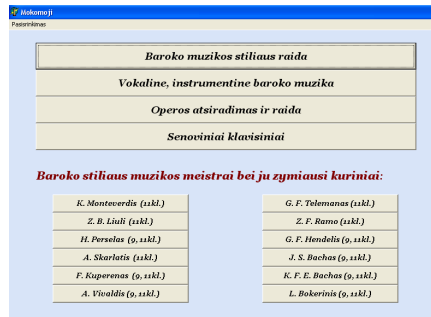 Mokomoji
Pasisrinkimas
Baroko muzikos stiliaus raida
Vokaline, instrumentine baroko muzika
Operos atsiradimas ir raida
Senoviniai klavisiniai
Baroko stiliaus muzikos meistrai bei ju zymiausi kuriniai:
K. Monteverdis (11kl.)
Z. B. Liuli (11kl.)
H. Perselas (9, 11kl.)
A. Skarlatis (11kl.)
F. Kuperenas (9, 11kl.)
A. Vivaldis (9, 11kl.)
G. F. Telemanas (11kl.)
Z. F. Ramo (11kl.)
G. F. Hendelis (9, 11kl.)
J. S. Bachas (9, 11kl.)
K. F. E. Bachas (9, 11kl.)
L. Bokerinis (9, 11kl.)